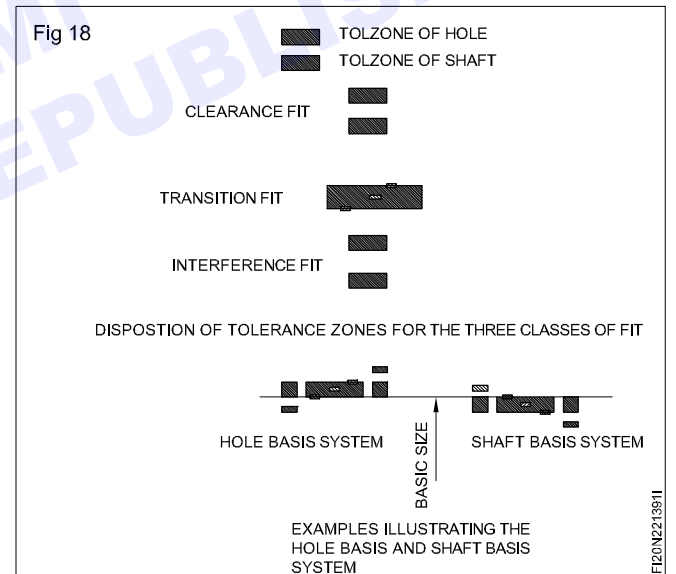 Fig 18
TOLZONE OF HOLE
TOLZONE OF SHAFT
CLEARANCE FIT
TRANSITION FIT
INTERFERENCE FIT
DISPOSTION OF TOLERANCE ZONES FOR THE THREE CLASSES OF FIT
HOLE BASIS SYSTEM
BASIC SIZE
SHAFT BASIS SYSTEM
EXAMPLES ILLUSTRATING THE
HOLE BASIS AND SHAFT BASIS
SYSTEM
FI20N221391I